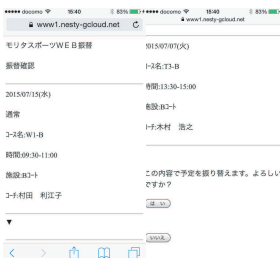 docomo 15:40 83%
www1.nesty-gcloud.net
モリタスポーツWEB振替
振替確認
2015/07/15(水)
通常
ｺｰｽ名:W1-B
時間:09:30-11:00
施設:Bｺｰﾄ
ｺｰﾁ:村田 利江子
▼
docomo 15:40 83%
www1.nesty-gcloud.net
2015/07/07(火)
ｺｰｽ名:T3-B
時間:13:30-15:00
施設:Bｺｰﾄ
ｺｰﾁ:木村 浩之
この内容で予定を振り替えます。よろしい
ですか？
はい
いいえ